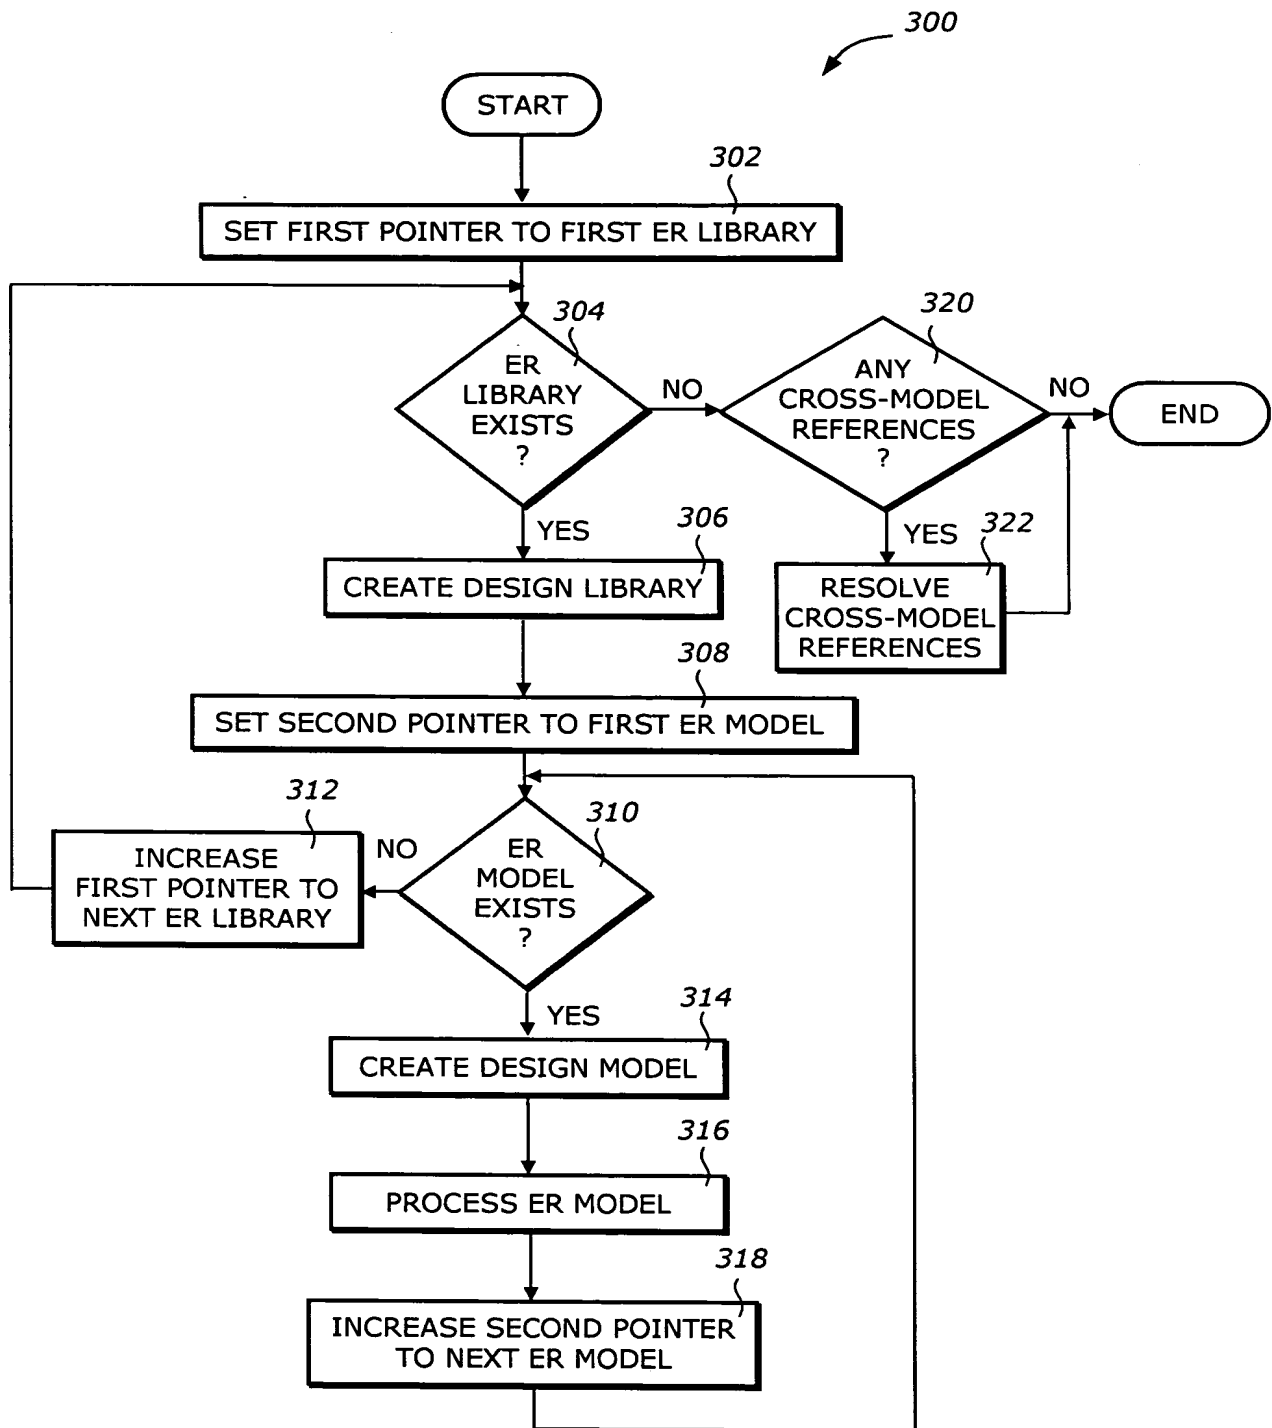 300
START
302
SET FIRST POINTER TO FIRST ER LIBRARY
304
ER
LIBRARY
EXISTS
?
NO
320
ANY
CROSS-MODEL
REFERENCES
?
NO
END
YES
306
CREATE DESIGN LIBRARY
YES
322
RESOLVE
CROSS-MODEL
REFERENCES
308
SET SECOND POINTER TO FIRST ER MODEL
312
INCREASE
FIRST POINTER TO
NEXT ER LIBRARY
NO
310
ER
MODEL
EXISTS
?
YES
314
CREATE DESIGN MODEL
316
PROCESS ER MODEL
318
INCREASE SECOND POINTER
TO NEXT ER MODEL